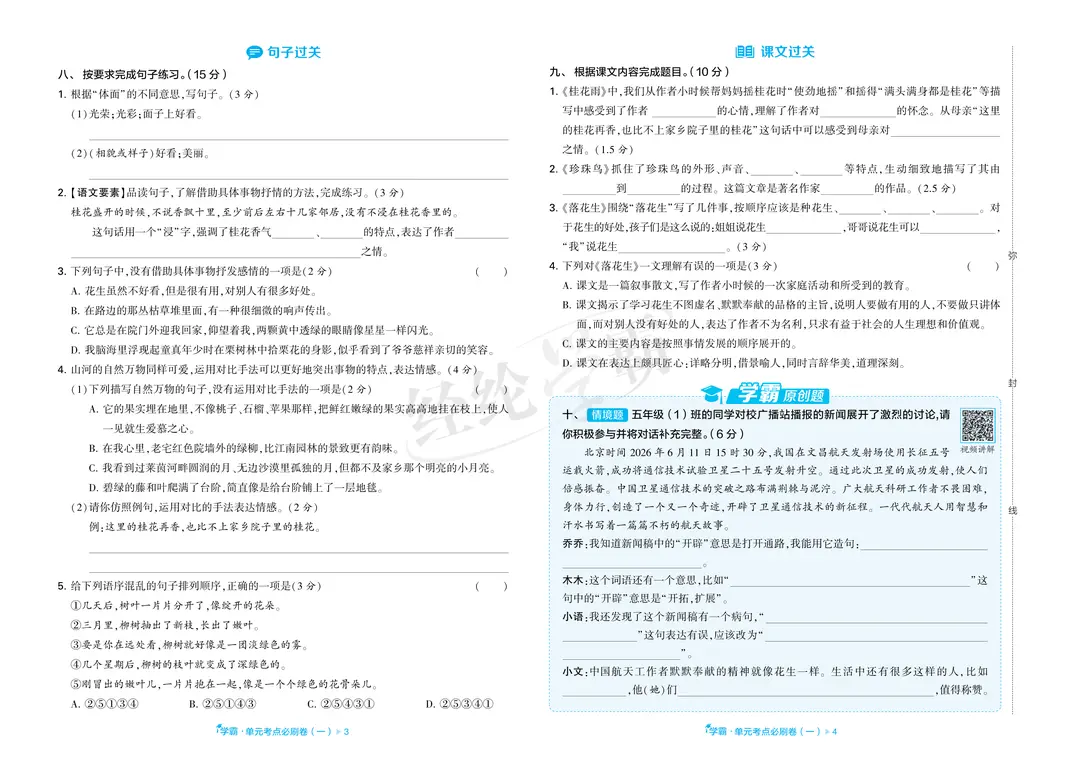 句子过关
八、 按要求完成句子练习。(15 分)
1. 根据“体面”的不同意思,写句子。(3 分)
(1)光荣;光彩;面子上好看。
(2)(相貌或样子)好看;美丽。
2.【语文要素】品读句子,了解借助具体事物抒情的方法,完成练习。(3 分)
桂花盛开的时候,不说香飘十里,至少前后左右十几家邻居,没有不浸在桂花香里的。
这句话用一个“浸”字,强调了桂花香气________、________的特点,表达了作者________
________之情。
3. 下列句子中,没有借助具体事物抒发感情的一项是(2 分) ( )
A. 花生虽然不好看,但是很有用,对别人有很多好处。
B. 在路边的那丛枯草堆里面,有一种很细微的响声传出。
C. 它总是在院门外迎我回家,仰望着我,两颗黄中透绿的眼睛像星星一样闪光。
D. 我脑海里浮现起童真年少时在栗树林中拾栗花的身影,似乎看到了爷爷慈祥亲切的笑容。
4. 山河的自然万物同样可爱,运用对比手法可以更好地突出事物的特点,表达情感。(4 分)
(1)下列描写自然万物的句子,没有运用对比手法的一项是(2 分) ( )
A. 它的果实埋在地里,不像桃子、石榴、苹果那样,把鲜红嫩绿的果实高高地挂在枝上,使人
一见就生爱慕之心。
B. 在我心里,老宅红色院墙外的绿柳,比江南园林的景致更有韵味。
C. 我看到过莱茵河畔圆润的月、无边沙漠里孤独的月,但都不及家乡那个明亮的小月亮。
D. 碧绿的藤和叶爬满了台阶,简直像是给台阶铺上了一层地毯。
(2)请你仿照例句,运用对比的手法表达情感。(2 分)
例:这里的桂花再香,也比不上家乡院子里的桂花。
5. 给下列语序混乱的句子排列顺序,正确的一项是(3 分) ( )
①几天后,树叶一片片分开了,像绽开的花朵。
②三月里,柳树抽出了新枝,长出了嫩叶。
③要是你在远处看,柳树就好像是一团淡绿色的雾。
④几个星期后,柳树的枝叶就变成了深绿色的。
⑤刚冒出的嫩叶儿,一片片抱在一起,像是一个个绿色的花骨朵儿。
A. ②⑤①③④ B. ②⑤①④③ C. ②⑤④③① D. ②⑤③④①
学霸·单元考点必刷卷(一) 3
课文过关
九、 根据课文内容完成题目。(10 分)
1.《桂花雨》中,我们从作者小时候帮妈妈摇桂花时“使劲地摇”和摇得“满头满身都是桂花”等描
写中感受到了作者________的心情,理解了作者对________的怀念。从母亲“这里
的桂花再香,也比不上家乡院子里的桂花”这句话中可以感受到母亲对________
之情。(1.5 分)
2.《珍珠鸟》抓住了珍珠鸟的外形、声音、________、________等特点,生动细致地描写了其由
________到________的过程。这篇文章是著名作家________的作品。(2.5 分)
3.《落花生》围绕“落花生”写了几件事,按顺序应该是种花生、________、________、________。对
于花生的好处,孩子们是这么说的:姐姐说花生________,哥哥说花生可以________,
“我”说花生________。(3 分)
4. 下列对《落花生》一文理解有误的一项是(3 分) ( )
A. 课文是一篇叙事散文,写了作者小时候的一次家庭活动和所受到的教育。
B. 课文揭示了学习花生不图虚名、默默奉献的品格的主旨,说明人要做有用的人,不要做只讲体
面,而对别人没有好处的人,表达了作者不为名利,只求有益于社会的人生理想和价值观。
C. 课文的主要内容是按照事情发展的顺序展开的。
D. 课文在表达上颇具匠心:详略分明,借景喻人,同时言辞华美,道理深刻。
学霸 原创题
十、 情境题 五年级(1)班的同学对校广播站播报的新闻展开了激烈的讨论,请
你积极参与并将对话补充完整。(6 分)
视频讲解
北京时间 2026 年 6 月 11 日 15 时 30 分,我国在文昌航天发射场使用长征五号
运载火箭,成功将通信技术试验卫星二十五号发射升空。通过此次卫星的成功发射,使人们
倍感振奋。中国卫星通信技术的突破之路布满荆棘与泥泞。广大航天科研工作者不畏困难,
身体力行,创造了一个又一个奇迹,开辟了卫星通信技术的新征程。一代代航天人用智慧和
汗水书写着一篇篇不朽的航天故事。
乔乔:我知道新闻稿中的“开辟”意思是打开通路,我能用它造句:________
________。
木木:这个词语还有一个意思,比如“________”这
句中的“开辟”意思是“开拓,扩展”。
小语:我还发现了这个新闻稿有一个病句,“________
________”这句表达有误,应该改为“________
________”。
小文:中国航天工作者默默奉献的精神就像花生一样。生活中还有很多这样的人,比如
________,他(她)们________,值得称赞。
学霸·单元考点必刷卷(一) 4
弥
封
线
经纶学霸